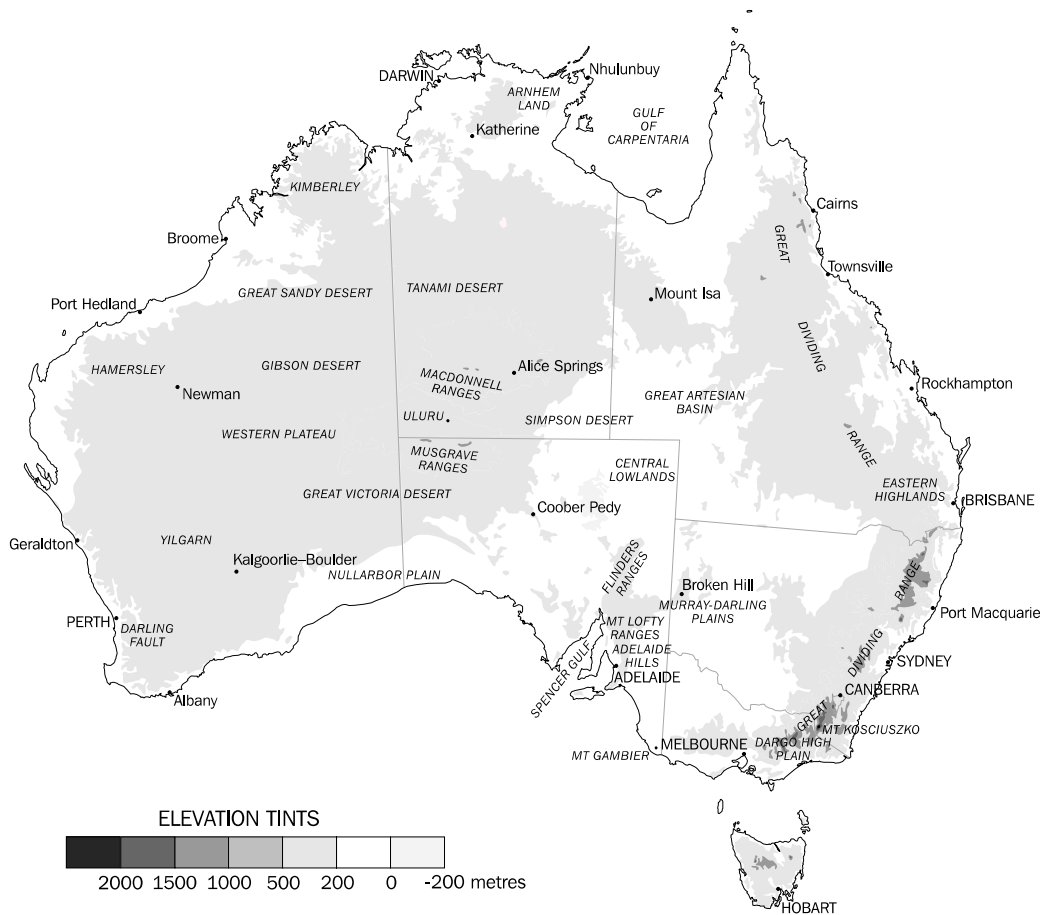 DARWIN
Nhulunbuy
ARNHEM
LAND
GULF
OF
CARPENTARIA
Katherine
KIMBERLEY
Cairns
Broome
GREAT
Townsville
GREAT SANDY DESERT
TANAMI DESERT
Mount Isa
Port Hedland
DIVIDING
HAMERSLEY
GIBSON DESERT
Alice Springs
MACDONNELL
RANGES
Newman
GREAT ARTESIAN
BASIN
Rockhampton
ULURU
SIMPSON DESERT
WESTERN PLATEAU
RANGE
MUSGRAVE
RANGES
CENTRAL
LOWLANDS
EASTERN
HIGHLANDS
BRISBANE
GREAT VICTORIA DESERT
Coober Pedy
Geraldton
YILGARN
Kalgoorlie–Boulder
NULLARBOR PLAIN
FLINDERS
RANGES
Broken Hill
MURRAY-DARLING
PLAINS
RANGE
Port Macquarie
PERTH
DARLING
FAULT
MT LOFTY
RANGES
ADELAIDE
HILLS
ADELAIDE
SPENCER GULF
DIVIDING
SYDNEY
CANBERRA
Albany
GREAT
MT KOSCIUSZKO
MT GAMBIER
MELBOURNE
DARGO HIGH
PLAIN
ELEVATION TINTS
2000 1500 1000 500 200 0 -200 metres
HOBART